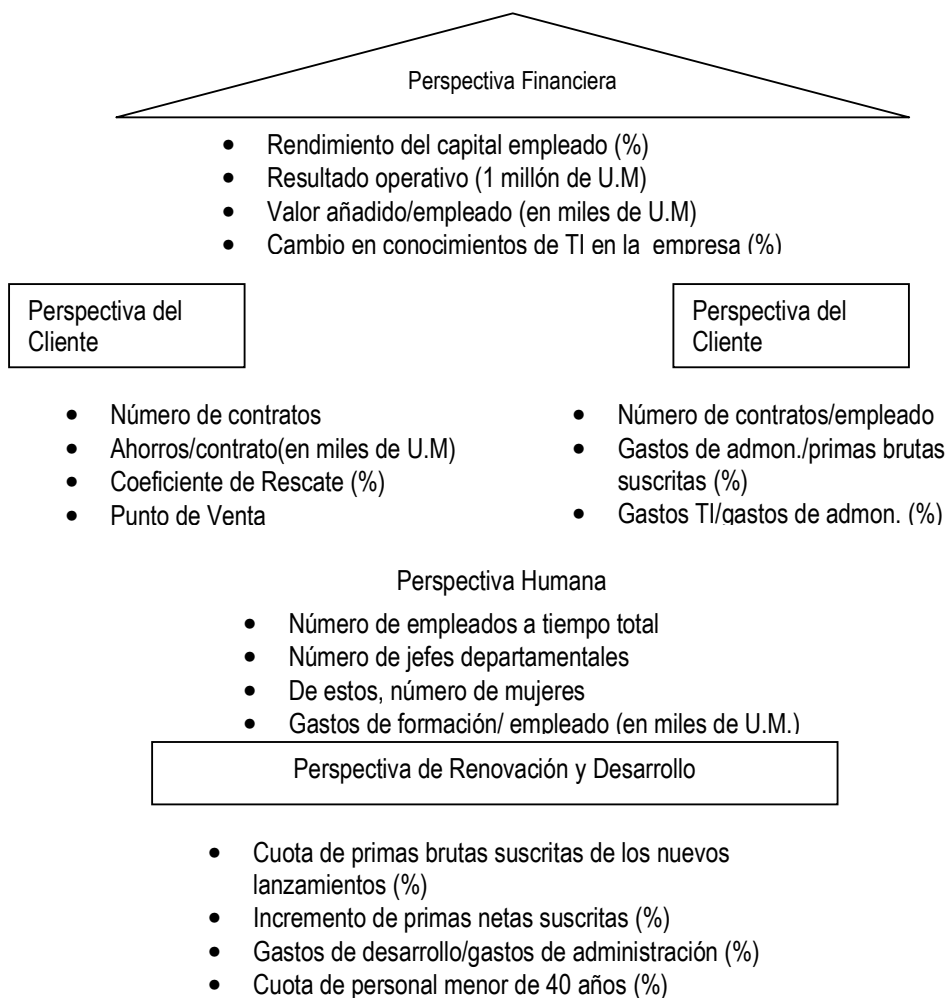 Perspectiva Financiera
• Rendimiento del capital empleado (%)
• Resultado operativo (1 millón de U.M)
• Valor añadido/empleado (en miles de U.M)
• Cambio en conocimientos de TI en la empresa (%)
Perspectiva del
Cliente
• Número de contratos
• Ahorros/contrato(en miles de U.M)
• Coeficiente de Rescate (%)
• Punto de Venta
Perspectiva del
Cliente
• Número de contratos/empleado
• Gastos de admon./primas brutas
suscritas (%)
• Gastos TI/gastos de admon. (%)
Perspectiva Humana
• Número de empleados a tiempo total
• Número de jefes departamentales
• De estos, número de mujeres
• Gastos de formación/ empleado (en miles de U.M.)
Perspectiva de Renovación y Desarrollo
• Cuota de primas brutas suscritas de los nuevos
lanzamientos (%)
• Incremento de primas netas suscritas (%)
• Gastos de desarrollo/gastos de administración (%)
• Cuota de personal menor de 40 años (%)